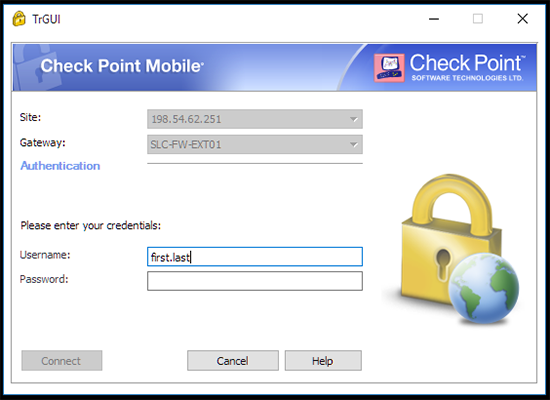 TrGUI
Check Point Mobile
Check Point™
SOFTWARE TECHNOLOGIES LTD.
Site: 198.54.62.251
Gateway: SLC-FW-EXT01
Authentication
Please enter your credentials:
Username: first.last
Password:
Connect Cancel Help